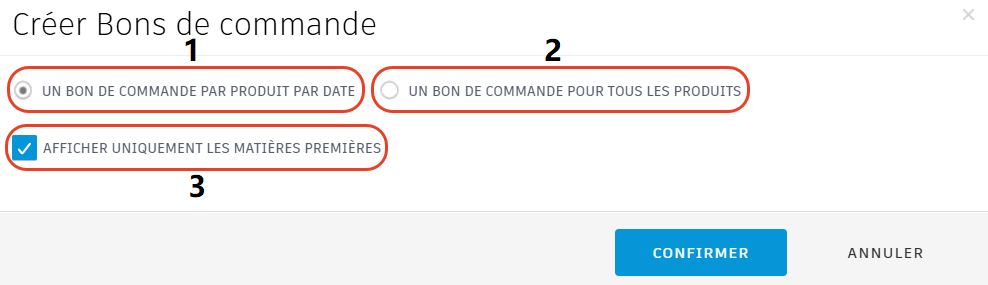 Créer Bons de commande
×
1
2
UN BON DE COMMANDE PAR PRODUIT PAR DATE
UN BON DE COMMANDE POUR TOUS LES PRODUITS
AFFICHER UNIQUEMENT LES MATIÈRES PREMIÈRES
3
CONFIRMER
ANNULER